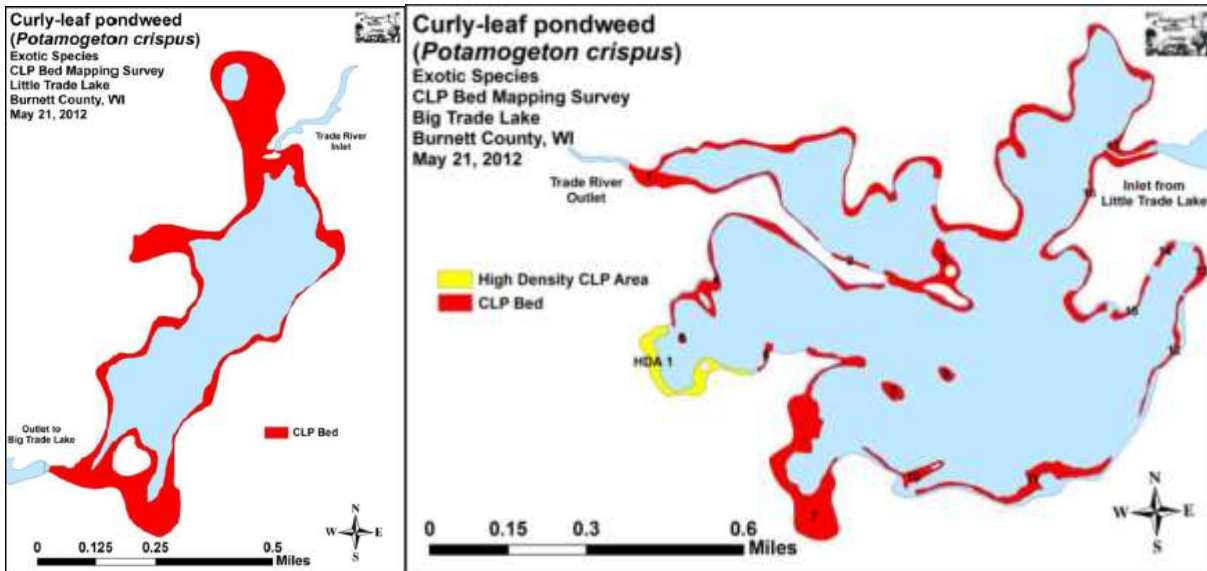 Curly-leaf pondweed
(Potamogeton crispus)
Exotic Species
CLP Bed Mapping Survey
Little Trade Lake
Burnett County, WI
May 21, 2012
Trade River
Inlet
Outlet to
Big Trade Lake
CLP Bed
N
W E
S
0 0.125 0.25 0.5
Miles
Curly-leaf pondweed
(Potamogeton crispus)
Exotic Species
CLP Bed Mapping Survey
Big Trade Lake
Burnett County, WI
May 21, 2012
Trade River
Outlet
Inlet from
Little Trade Lake
High Density CLP Area
CLP Bed
HDA 1
N
W E
S
0 0.15 0.3 0.6
Miles